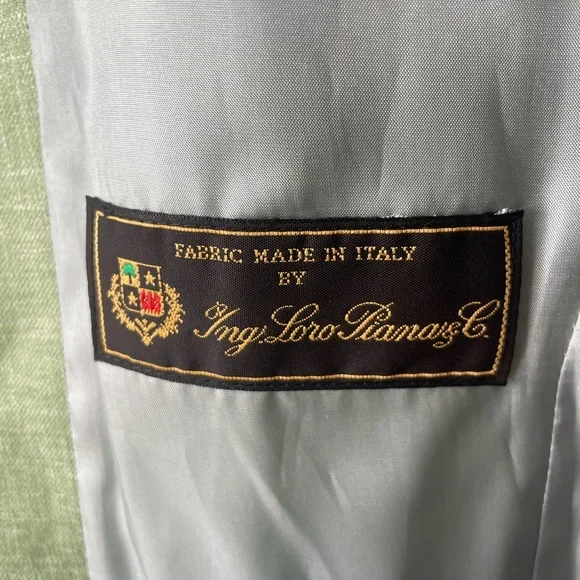 FABRIC MADE IN ITALY
BY
Ing. Loro Piana & C.